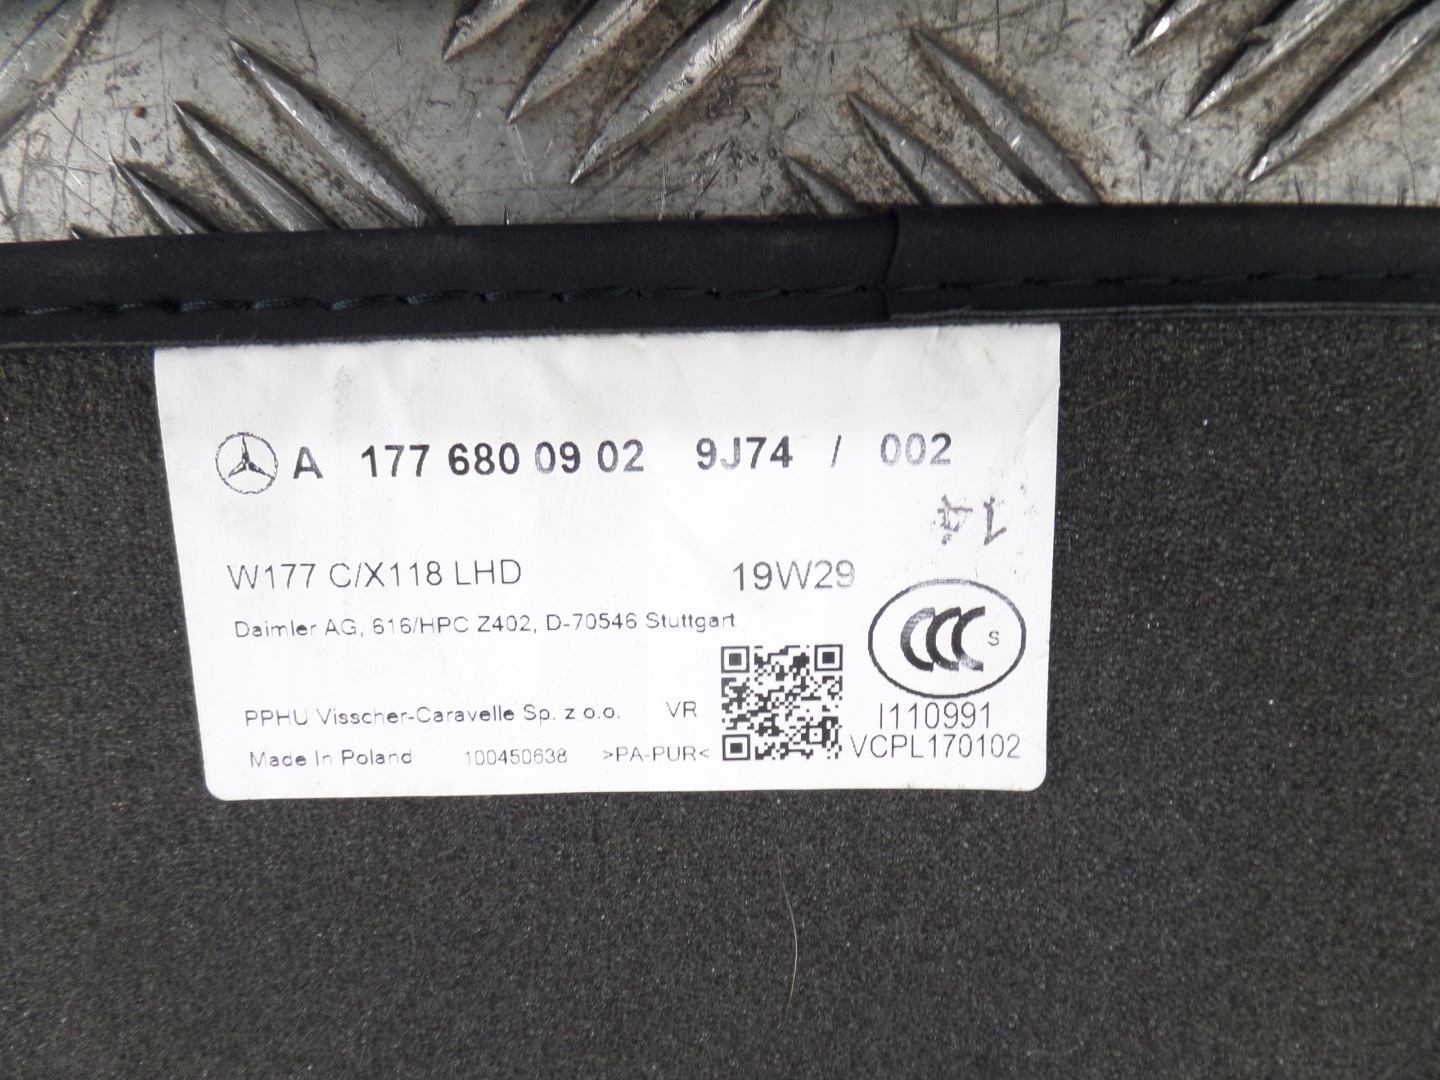 A 177 680 09 02 9J74 / 002
14
W177 C/X118 LHD 19W29
Daimler AG, 616/HPC Z402, D-70546 Stuttgart
CCC S
PPHU Visscher-Caravelle Sp. z o.o. VR I110991
Made In Poland 100450638 >PA-PUR< VCPL170102